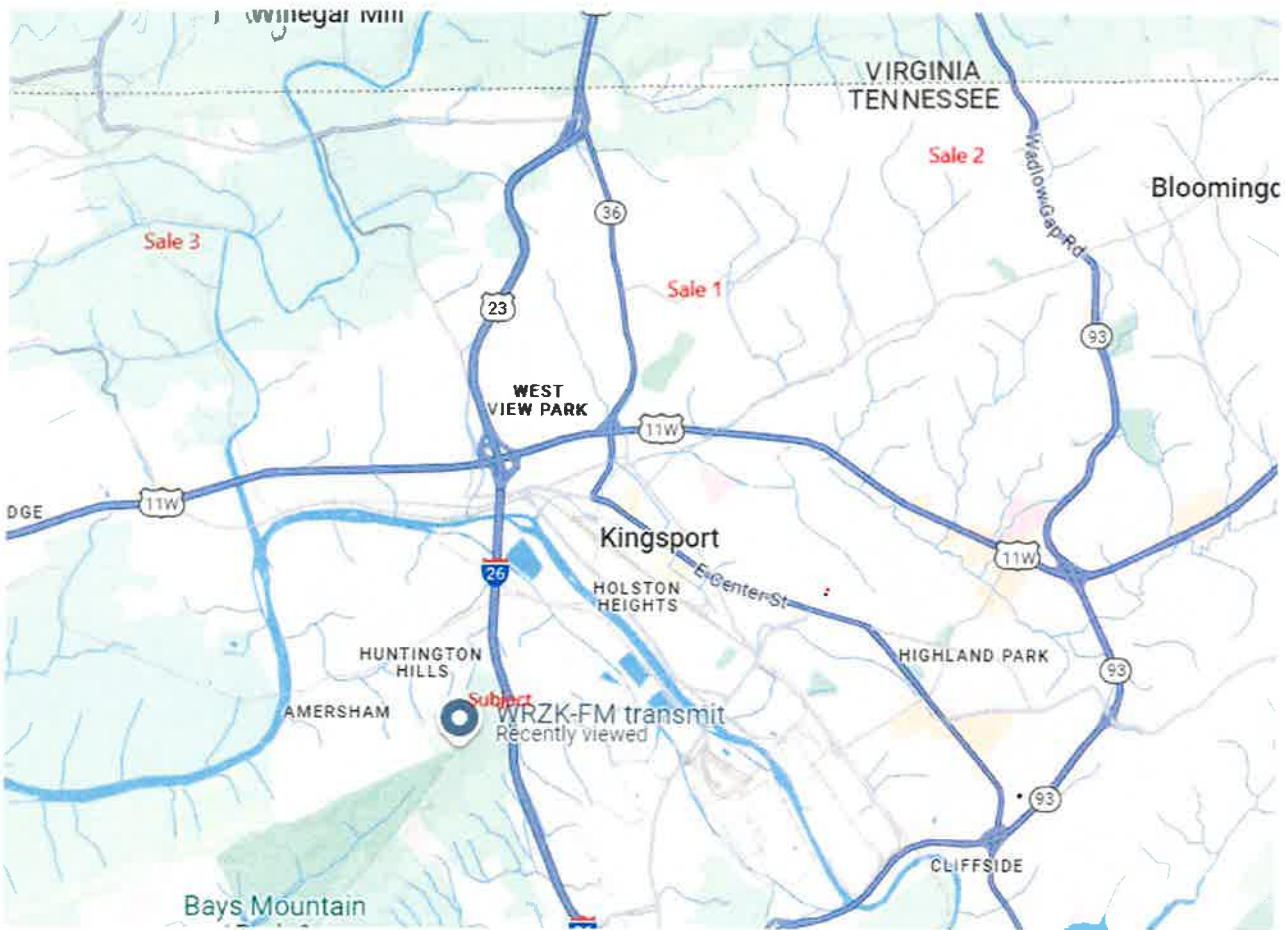 Winegar Mill
VIRGINIA
TENNESSEE
Sale 2
Wadlow Gap Rd
Bloomingc
36
Sale 3
Sale 1
23
93
WEST
VIEW PARK
11W
11W
DGE
Kingsport
11W
26
E Center St
HOLSTON
HEIGHTS
HUNTINGTON
HILLS
HIGHLAND PARK
93
Subject
AMERSHAM
WRZK-FM transmit
Recently viewed
93
CLIFFSIDE
Bays Mountain